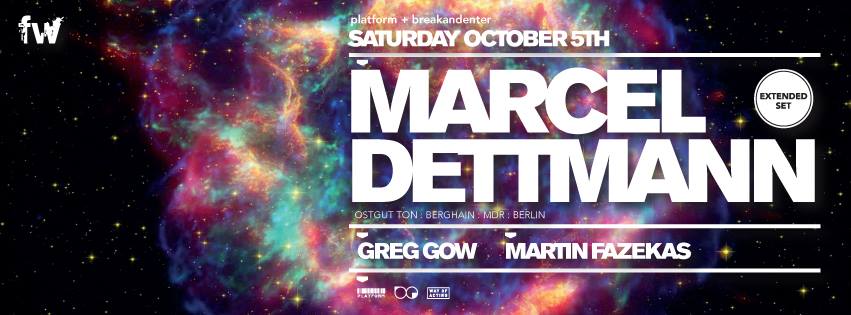 fw
platform + breakandenter
SATURDAY OCTOBER 5TH
MARCEL
DETTMANN
EXTENDED
SET
OSTGUT TON : BERGHAIN : MDR : BERLIN
GREG GOW MARTIN FAZEKAS
PLATFORM
WAY OF
ACTING